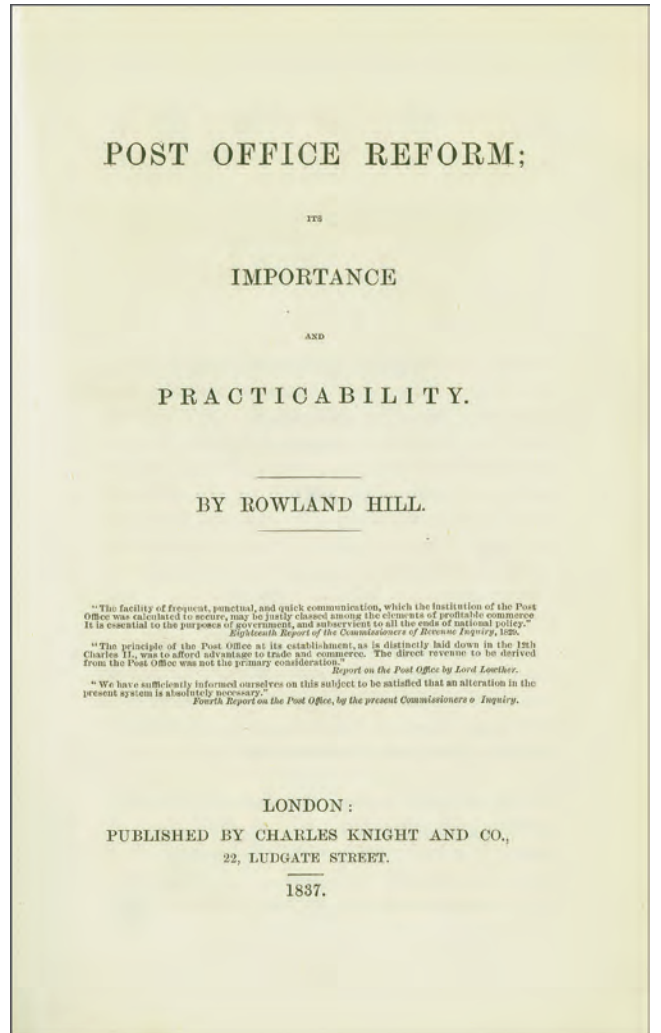 POST OFFICE REFORM;
ITS
IMPORTANCE
AND
PRACTICABILITY.
BY ROWLAND HILL.
"The facility of frequent, punctual, and quick communication, which the institution of the Post
Office was calculated to secure, may be justly classed among the elements of profitable commerce
It is essential to the purposes of government, and subservient to all the ends of national policy."
Eighteenth Report of the Commissioners of Revenue Inquiry, 1829.
"The principle of the Post Office at its establishment, as is distinctly laid down in the 12th
Charles II., was to afford advantage to trade and commerce. The direct revenue to be derived
from the Post Office was not the primary consideration."
Report on the Post Office by Lord Lowther.
"We have sufficiently informed ourselves on this subject to be satisfied that an alteration in the
present system is absolutely necessary."
Fourth Report on the Post Office, by the present Commissioners o Inquiry.
LONDON:
PUBLISHED BY CHARLES KNIGHT AND CO.,
22, LUDGATE STREET.
1837.